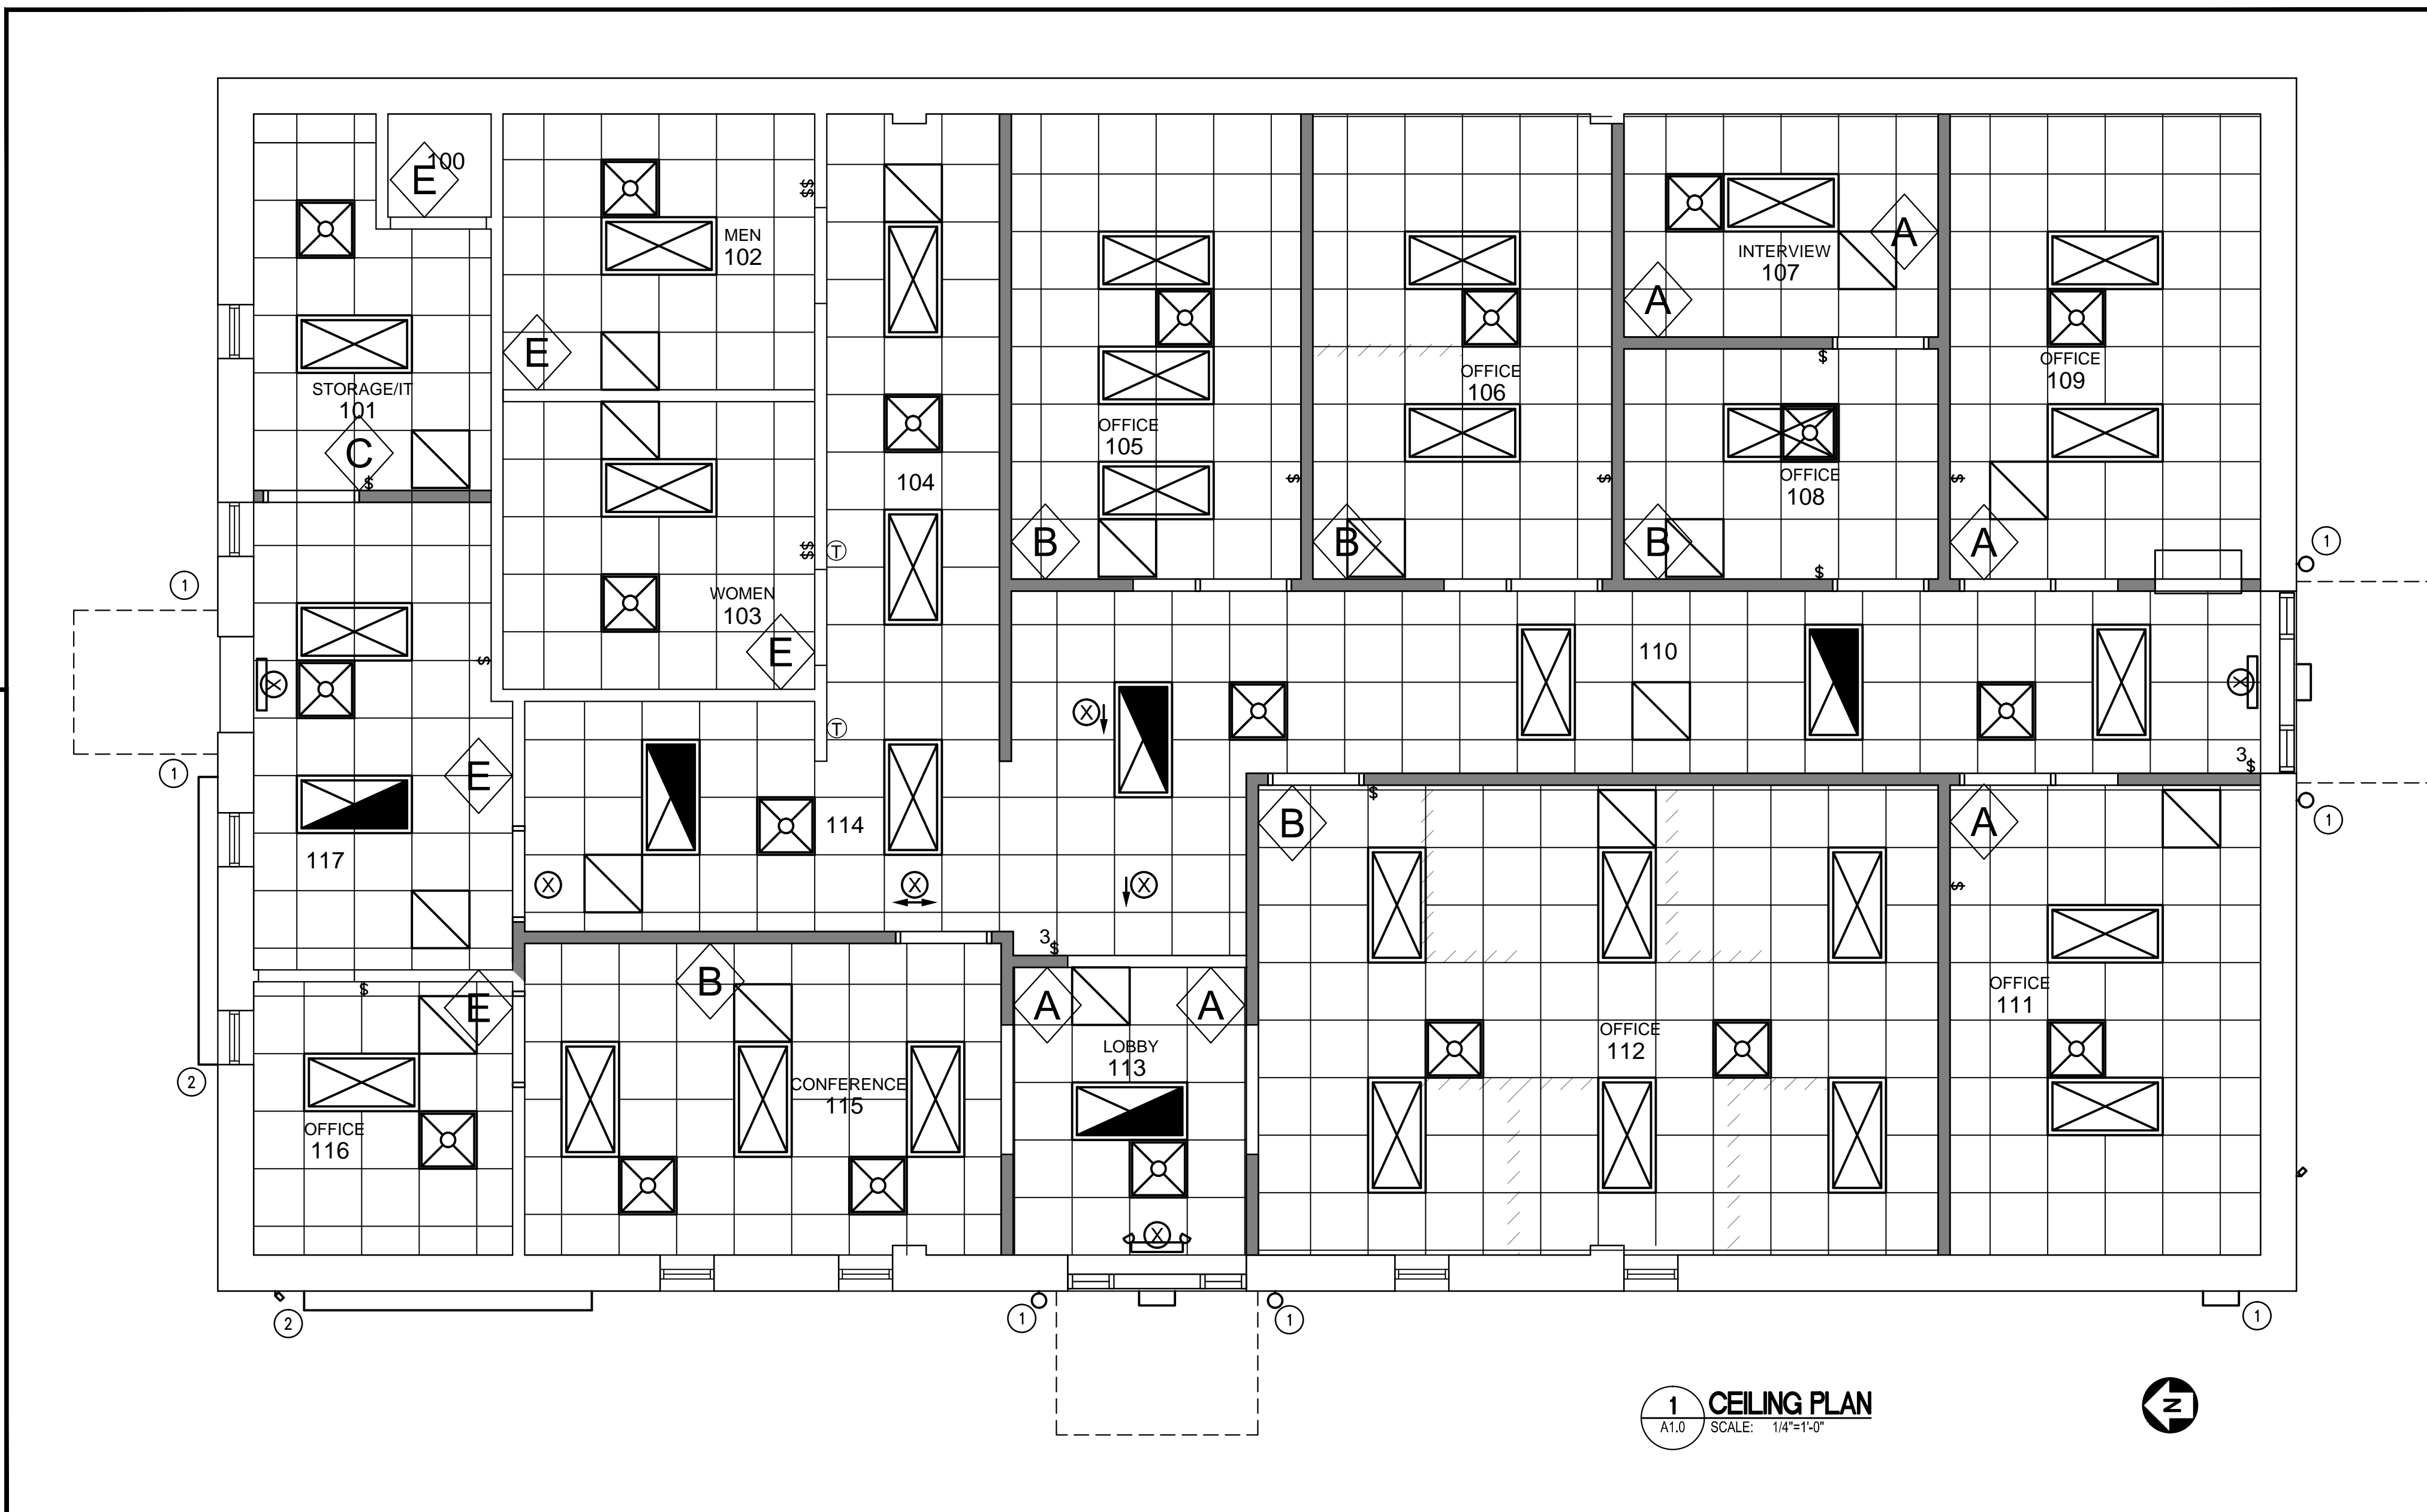 100
E
$$$
MEN
102
INTERVIEW
107
A
A
E
STORAGE/IT
101
C
$
OFFICE
105
OFFICE
106
$
OFFICE
109
104
$
$
OFFICE
108
$
B
B
B
$
A
1
1
$$$
T
WOMEN
103
E
$
X
T
X
110
X
3
$
1
E
1
117
114
X
X
X
B
$
A
$
3
$
B
$
E
A
A
OFFICE
111
CONFERENCE
115
LOBBY
113
OFFICE
112
2
OFFICE
116
X
2
1
1
1
1
A1.0
CEILING PLAN
SCALE: 1/4"=1'-0"
N